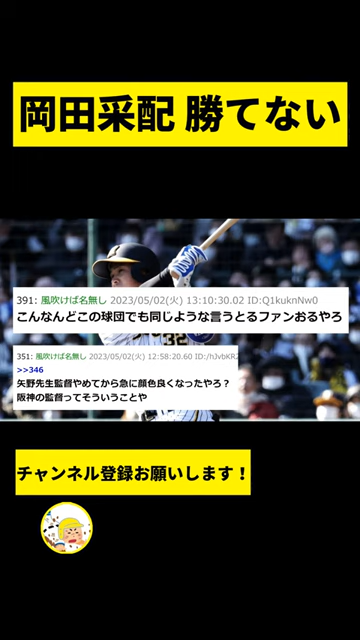 岡田采配 勝てない
391: 風吹けば名無し 2023/05/02(火) 13:10:30.02 ID:Q1kuknNw0
こんなんどこの球団でも同じような言うとるファンおるやろ
32
351: 風吹けば名無し 2023/05/02(火) 12:58:20.60 ID:/hJvbKRZ
>>346
矢野先生監督やめてから急に顔色良くなったやろ？
阪神の監督ってそういうことや
チャンネル登録お願いします！